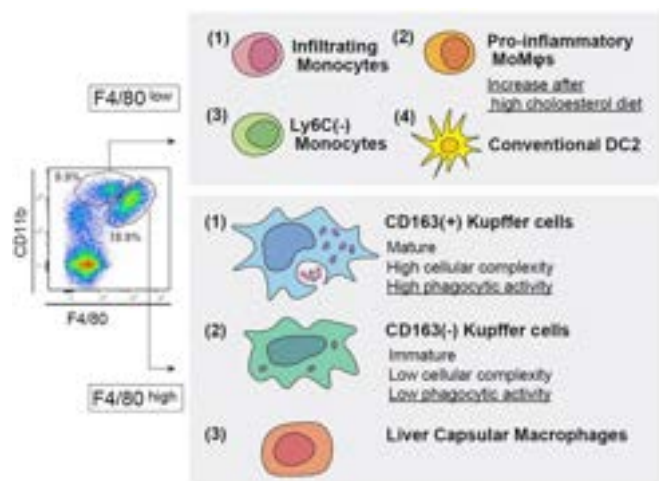 (1) Infiltrating
Monocytes
(2) Pro-inflammatory
MoMφs
Increase after
high choloesterol diet
F4/80 low
(3) Ly6C(-)
Monocytes
(4) Conventional DC2
CD11b
F4/80
F4/80 high
(1) CD163(+) Kupffer cells
Mature
High cellular complexity
High phagocytic activity
(2) CD163(-) Kupffer cells
Immature
Low cellular complexity
Low phagocytic activity
(3) Liver Capsular Macrophages